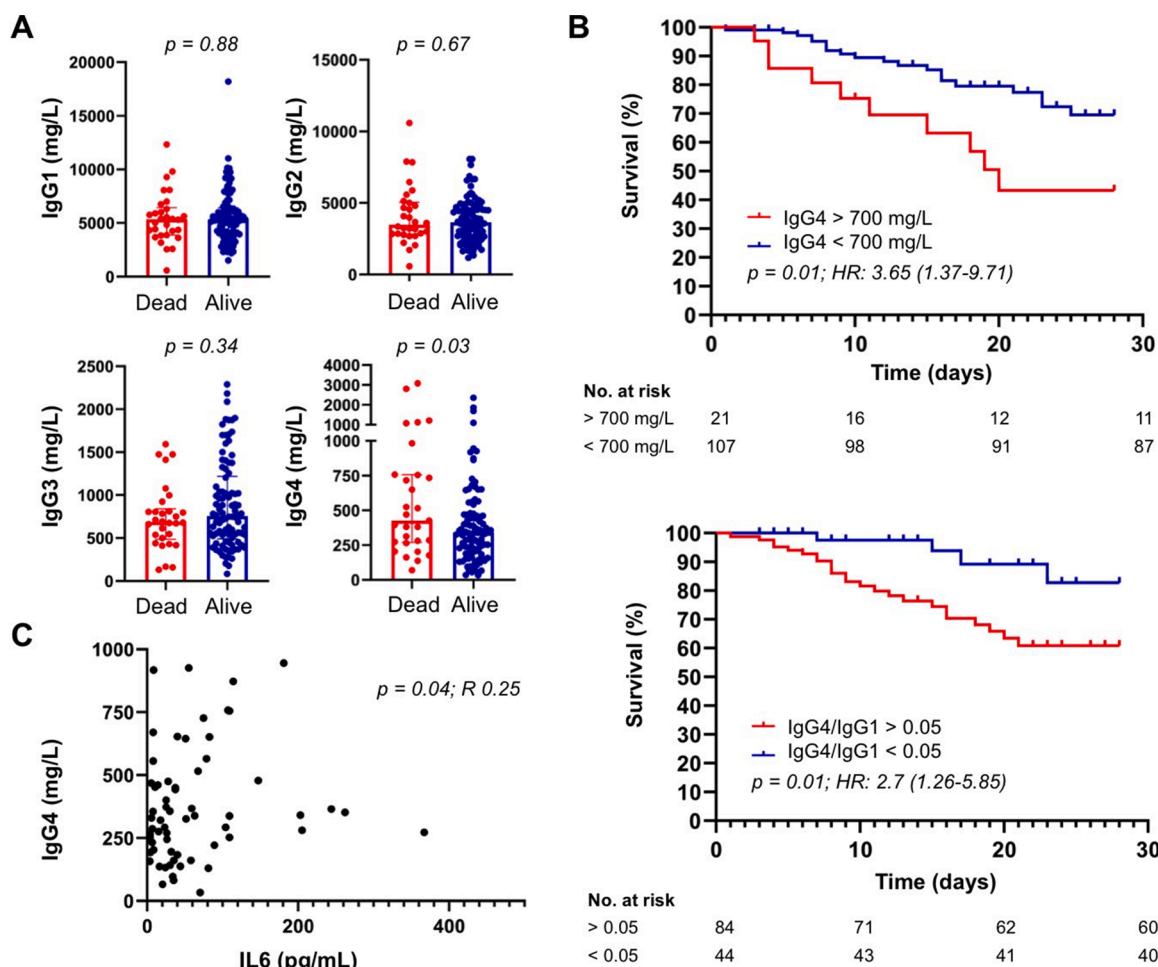 A
p = 0.88
IgG1 (mg/L)
20000
15000
10000
5000
0
Dead Alive
p = 0.67
IgG2 (mg/L)
15000
10000
5000
0
Dead Alive
p = 0.34
IgG3 (mg/L)
2500
2000
1500
1000
500
0
Dead Alive
p = 0.03
IgG4 (mg/L)
4000
3000
2000
1000
1000
750
500
250
0
Dead Alive
B
Survival (%)
100
90
80
70
60
50
40
30
20
10
0
IgG4 > 700 mg/L
IgG4 < 700 mg/L
p = 0.01; HR: 3.65 (1.37-9.71)
0 10 20 30
Time (days)
No. at risk
> 700 mg/L 21 16 12 11
< 700 mg/L 107 98 91 87
Survival (%)
100
90
80
70
60
50
40
30
20
10
0
IgG4/IgG1 > 0.05
IgG4/IgG1 < 0.05
p = 0.01; HR: 2.7 (1.26-5.85)
0 10 20 30
Time (days)
No. at risk
> 0.05 84 71 62 60
< 0.05 44 43 41 40
C
IgG4 (mg/L)
1000
750
500
250
0
p = 0.04; R 0.25
0 200 400
IL6 (pg/mL)